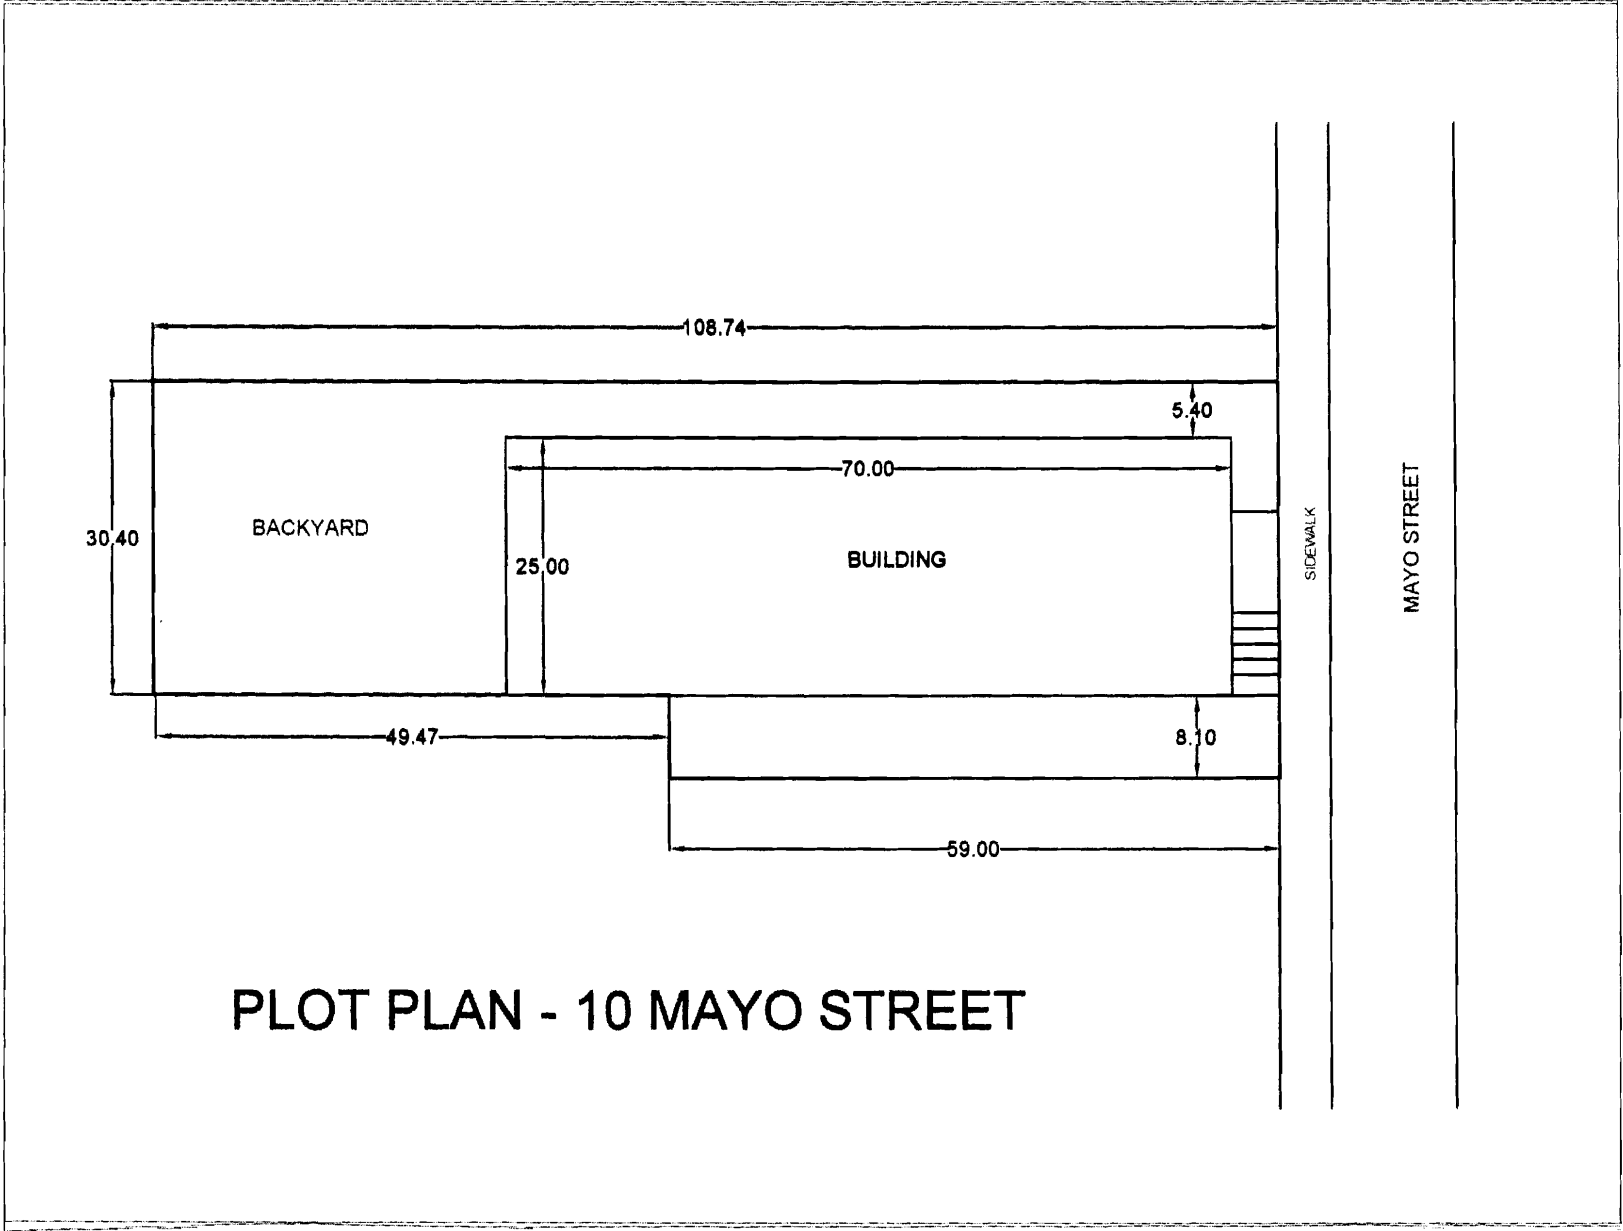 108.74
5.40
70.00
30.40
BACKYARD
25.00
BUILDING
SIDEWALK
MAYO STREET
49.47
8.10
59.00
PLOT PLAN - 10 MAYO STREET